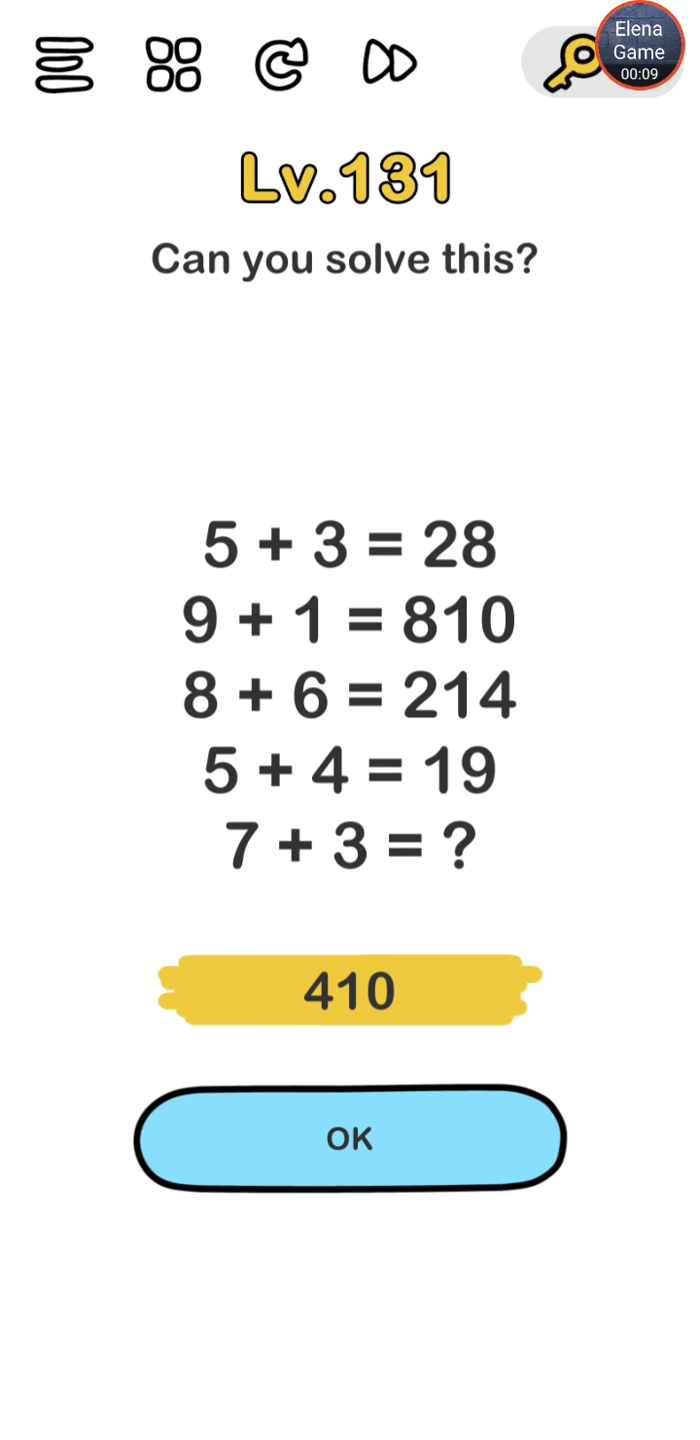 Elena
Game
00:09
Lv.131
Can you solve this?
5 + 3 = 28
9 + 1 = 810
8 + 6 = 214
5 + 4 = 19
7 + 3 = ?
410
OK